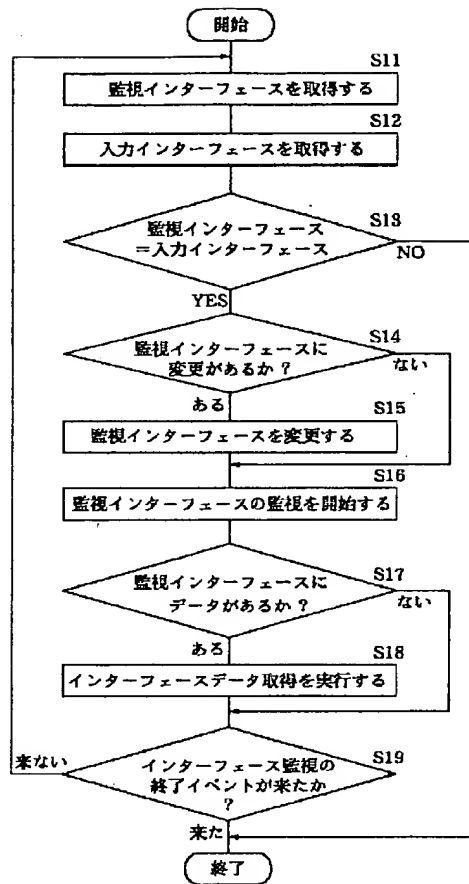 開始
S11
監視インターフェースを取得する
S12
入力インターフェースを取得する
S13
監視インターフェース
=入力インターフェース
NO
YES
S14
監視インターフェースに
変更があるか?
ない
ある
S15
監視インターフェースを変更する
S16
監視インターフェースの監視を開始する
S17
監視インターフェースに
データがあるか?
ない
ある
S18
インターフェースデータ取得を実行する
S19
来ない
インターフェース監視の
終了イベントが来たか
?
来た
終了